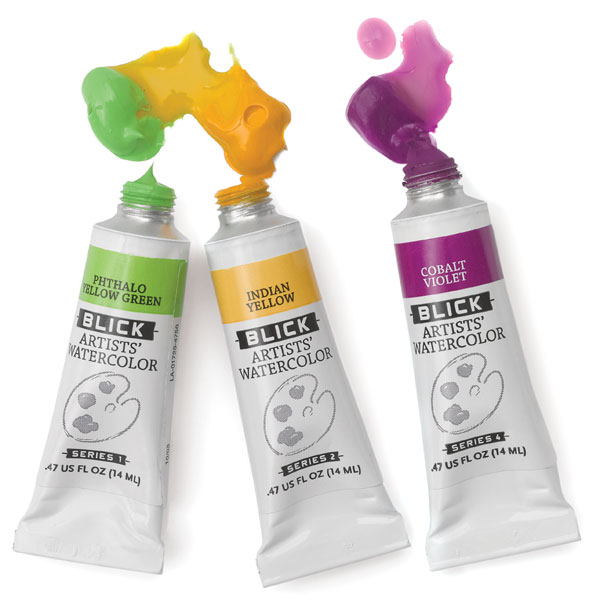 PHTHALO
YELLOW GREEN
BLICK
ARTISTS'
WATERCOLOR
SERIES 1
.47 US FL OZ (14 ML)
INDIAN
YELLOW
BLICK
ARTISTS'
WATERCOLOR
SERIES 2
.47 US FL OZ (14 ML)
COBALT
VIOLET
BLICK
ARTISTS'
WATERCOLOR
SERIES 4
.47 US FL OZ (14 ML)